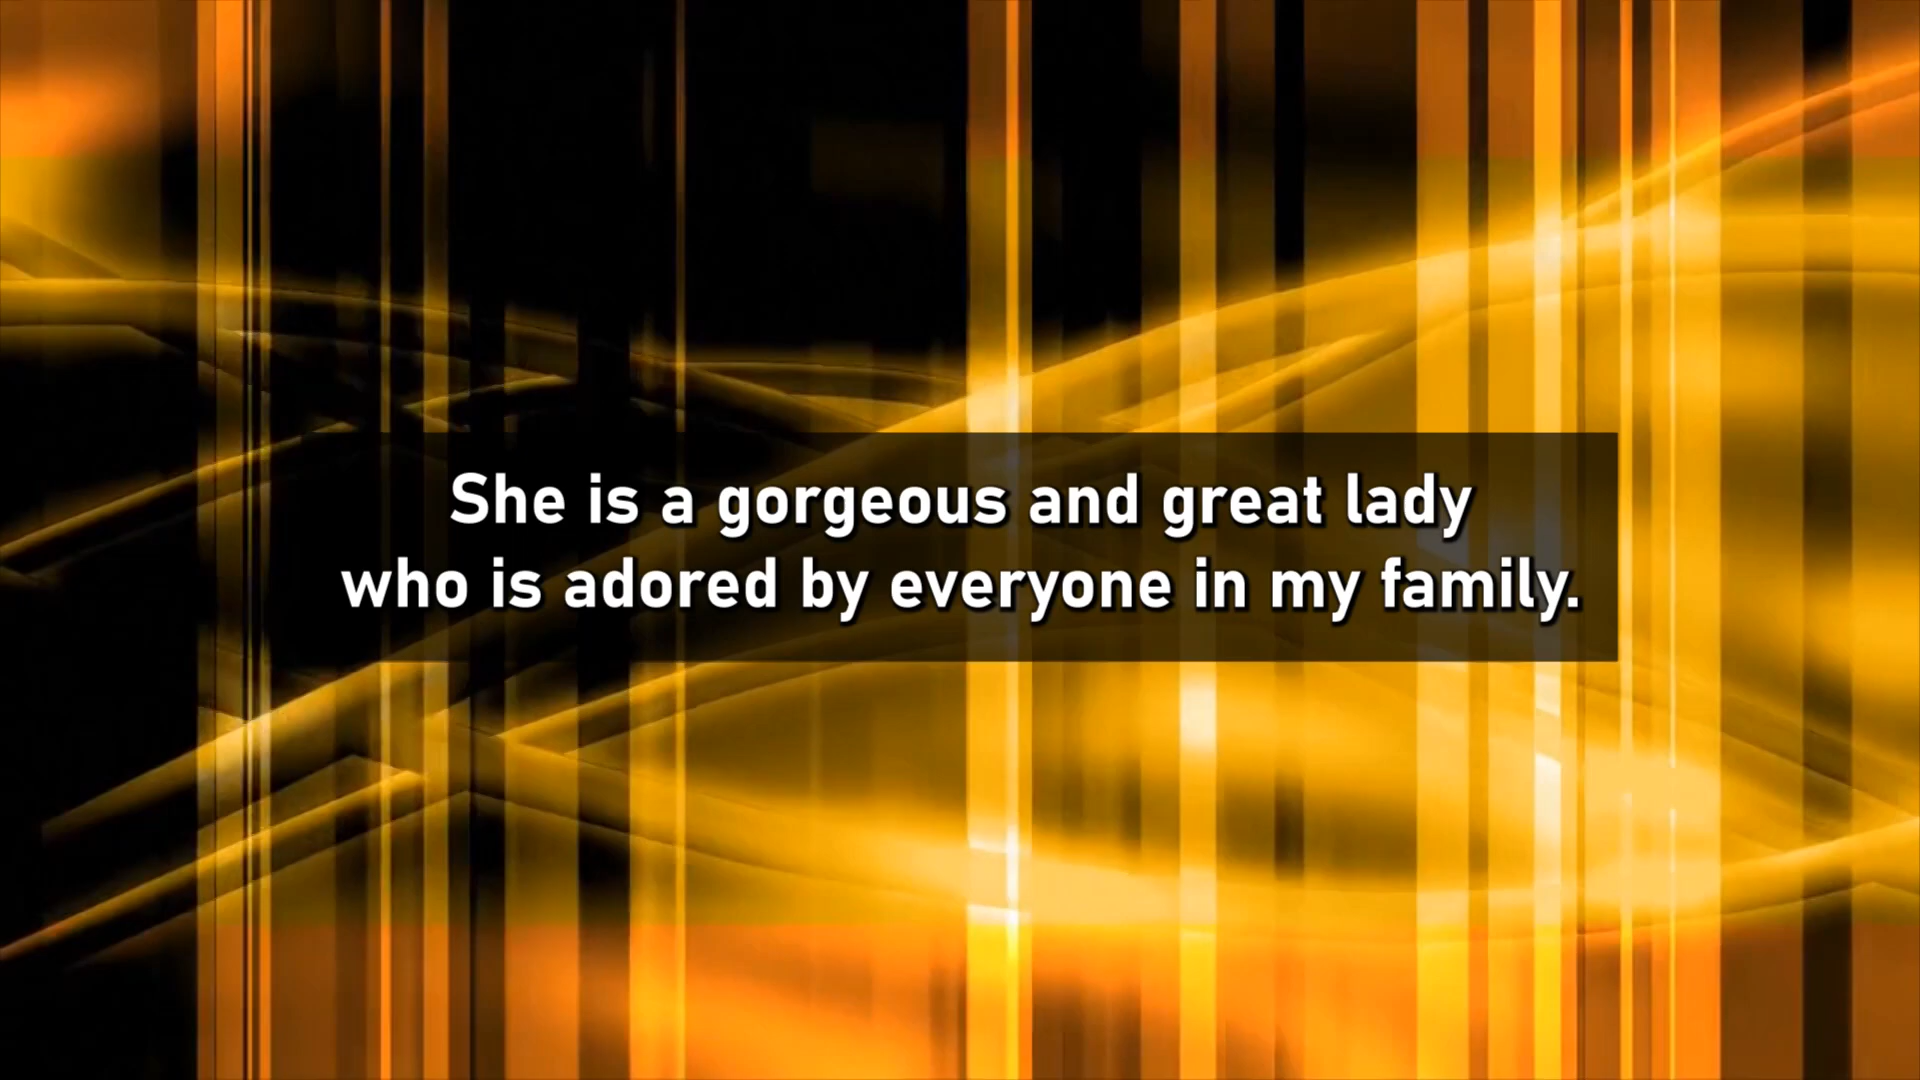 She is a gorgeous and great lady
who is adored by everyone in my family.